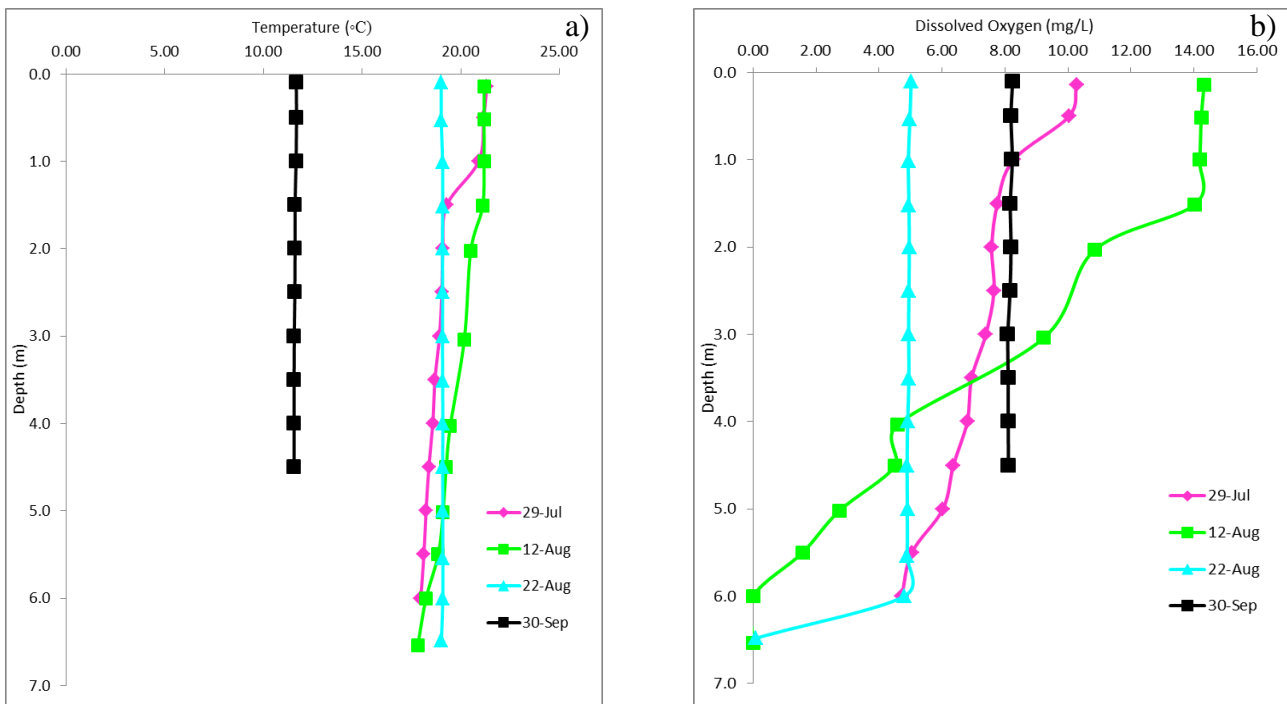 Temperature (◦C)
a)
0.00 5.00 10.00 15.00 20.00 25.00
0.0
1.0
2.0
3.0
4.0
5.0
6.0
7.0
Depth (m)
29-Jul
12-Aug
22-Aug
30-Sep
Dissolved Oxygen (mg/L)
b)
0.00 2.00 4.00 6.00 8.00 10.00 12.00 14.00 16.00
0.0
1.0
2.0
3.0
4.0
5.0
6.0
7.0
Depth (m)
29-Jul
12-Aug
22-Aug
30-Sep